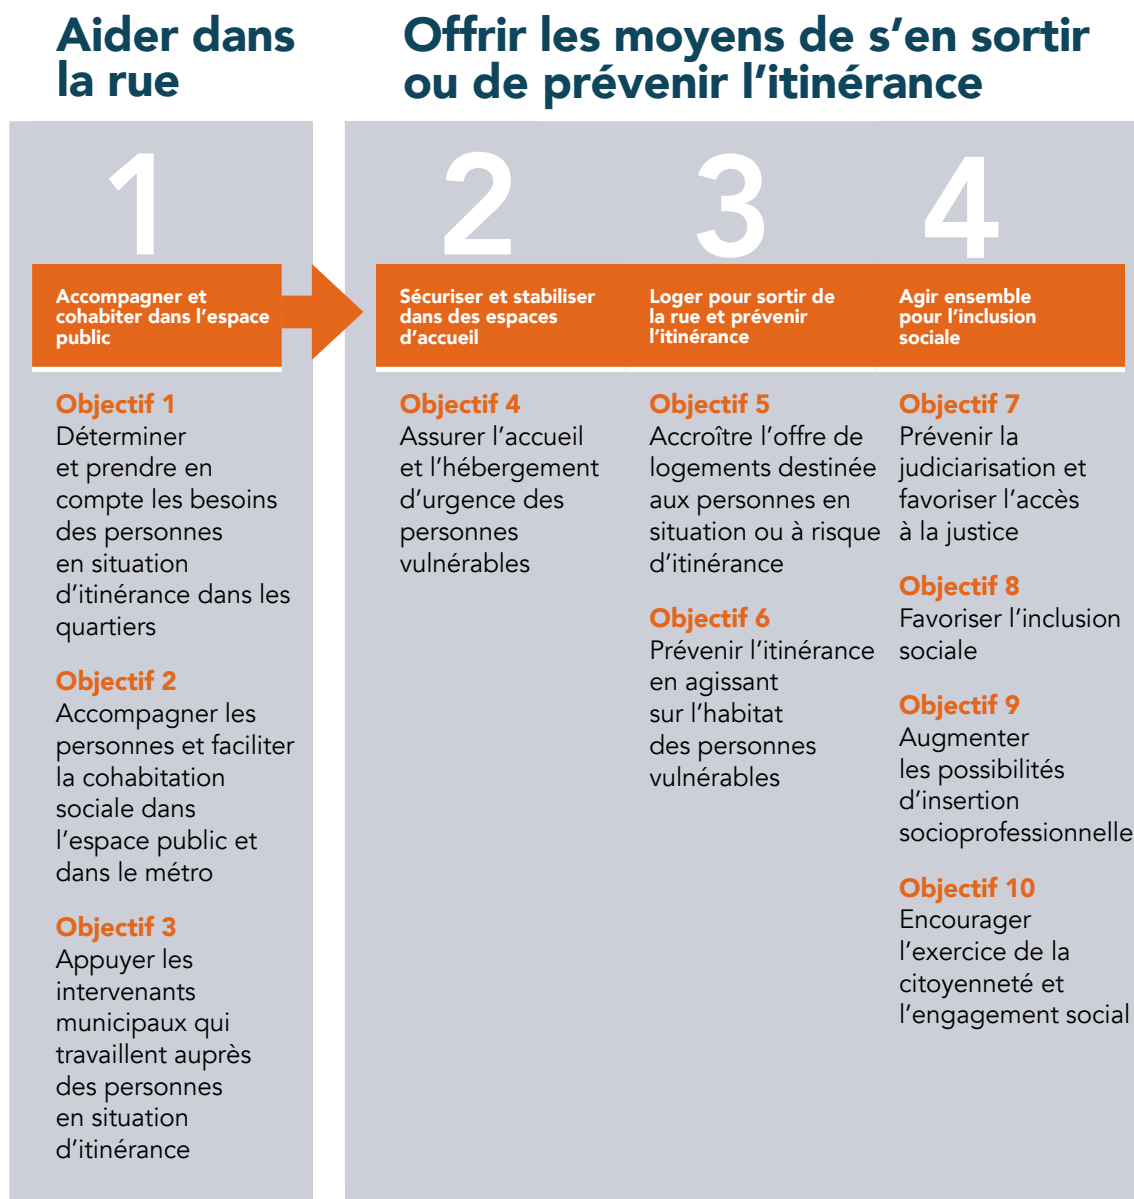 Aider dans
la rue
1
Accompagner et
cohabiter dans l'espace
public
Objectif 1
Déterminer
et prendre en
compte les besoins
des personnes
en situation
d'itinérance dans les
quartiers
Objectif 2
Accompagner les
personnes et faciliter
la cohabitation
sociale dans
l'espace public et
dans le métro
Objectif 3
Appuyer les
intervenants
municipaux qui
travaillent auprès
des personnes
en situation
d'itinérance
Offrir les moyens de s'en sortir
ou de prévenir l'itinérance
2
Sécuriser et stabiliser
dans des espaces
d'accueil
Objectif 4
Assurer l'accueil
et l'hébergement
d'urgence des
personnes
vulnérables
3
Loger pour sortir de
la rue et prévenir
l'itinérance
Objectif 5
Accroître l'offre de
logements destinée
aux personnes en
situation ou à risque
d'itinérance
Objectif 6
Prévenir l'itinérance
en agissant
sur l'habitat
des personnes
vulnérables
4
Agir ensemble
pour l'inclusion
sociale
Objectif 7
Prévenir la
judiciarisation et
favoriser l'accès
à la justice
Objectif 8
Favoriser l'inclusion
sociale
Objectif 9
Augmenter
les possibilités
d'insertion
socioprofessionnelle
Objectif 10
Encourager
l'exercice de la
citoyenneté et
l'engagement social